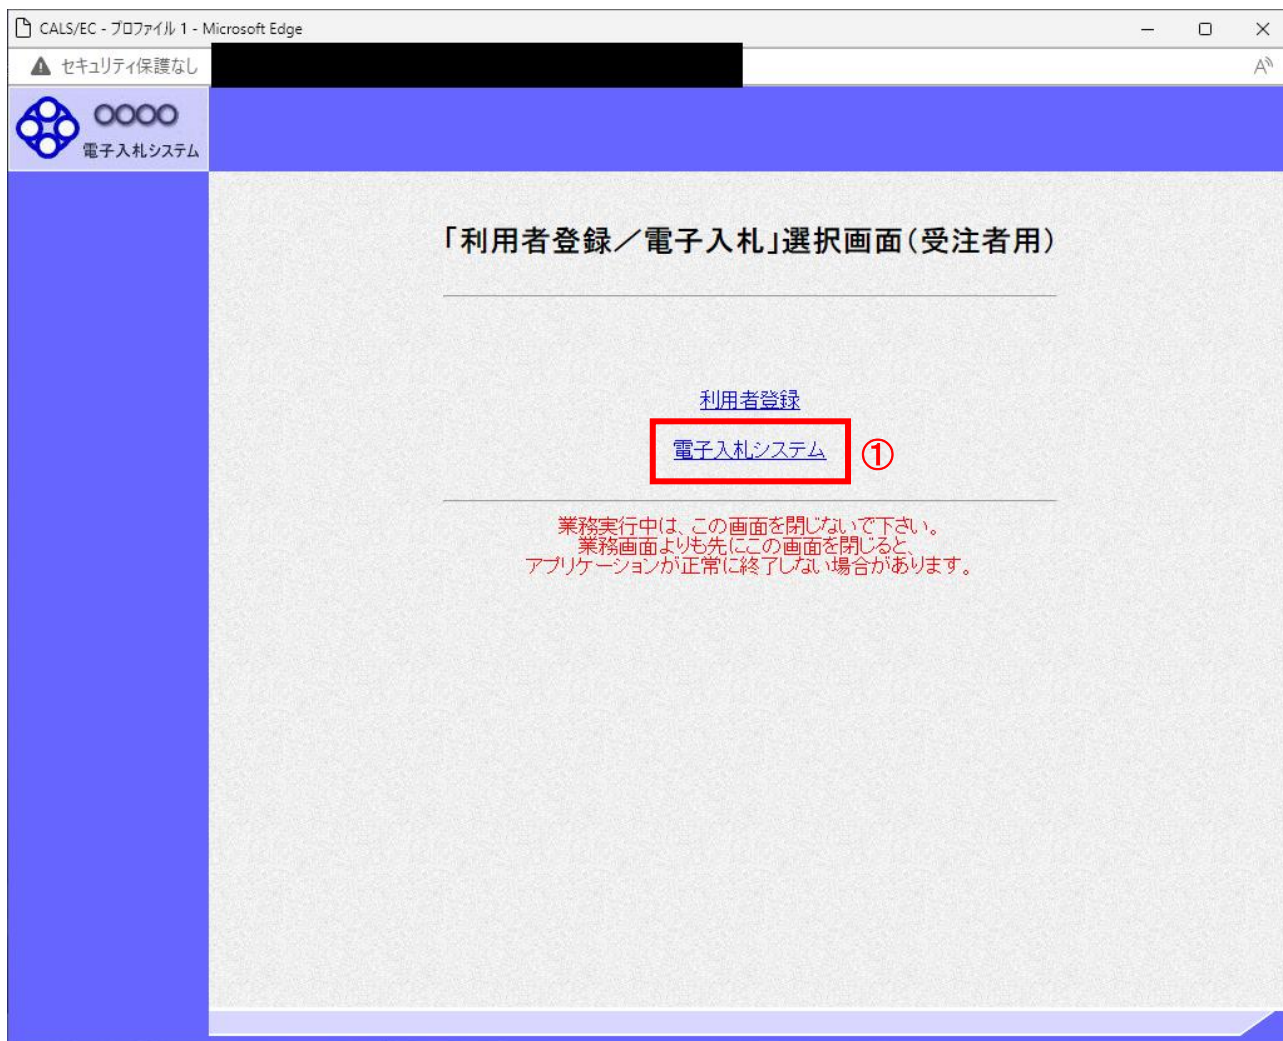 CALS/EC - プロファイル 1 - Microsoft Edge
セキュリティ保護なし
〇〇〇〇
電子入札システム
「利用者登録／電子入札」選択画面（受注者用）
利用者登録
電子入札システム ①
業務実行中は、この画面を閉じないで下さい。
業務画面よりも先にこの画面を閉じると、
アプリケーションが正常に終了しない場合があります。